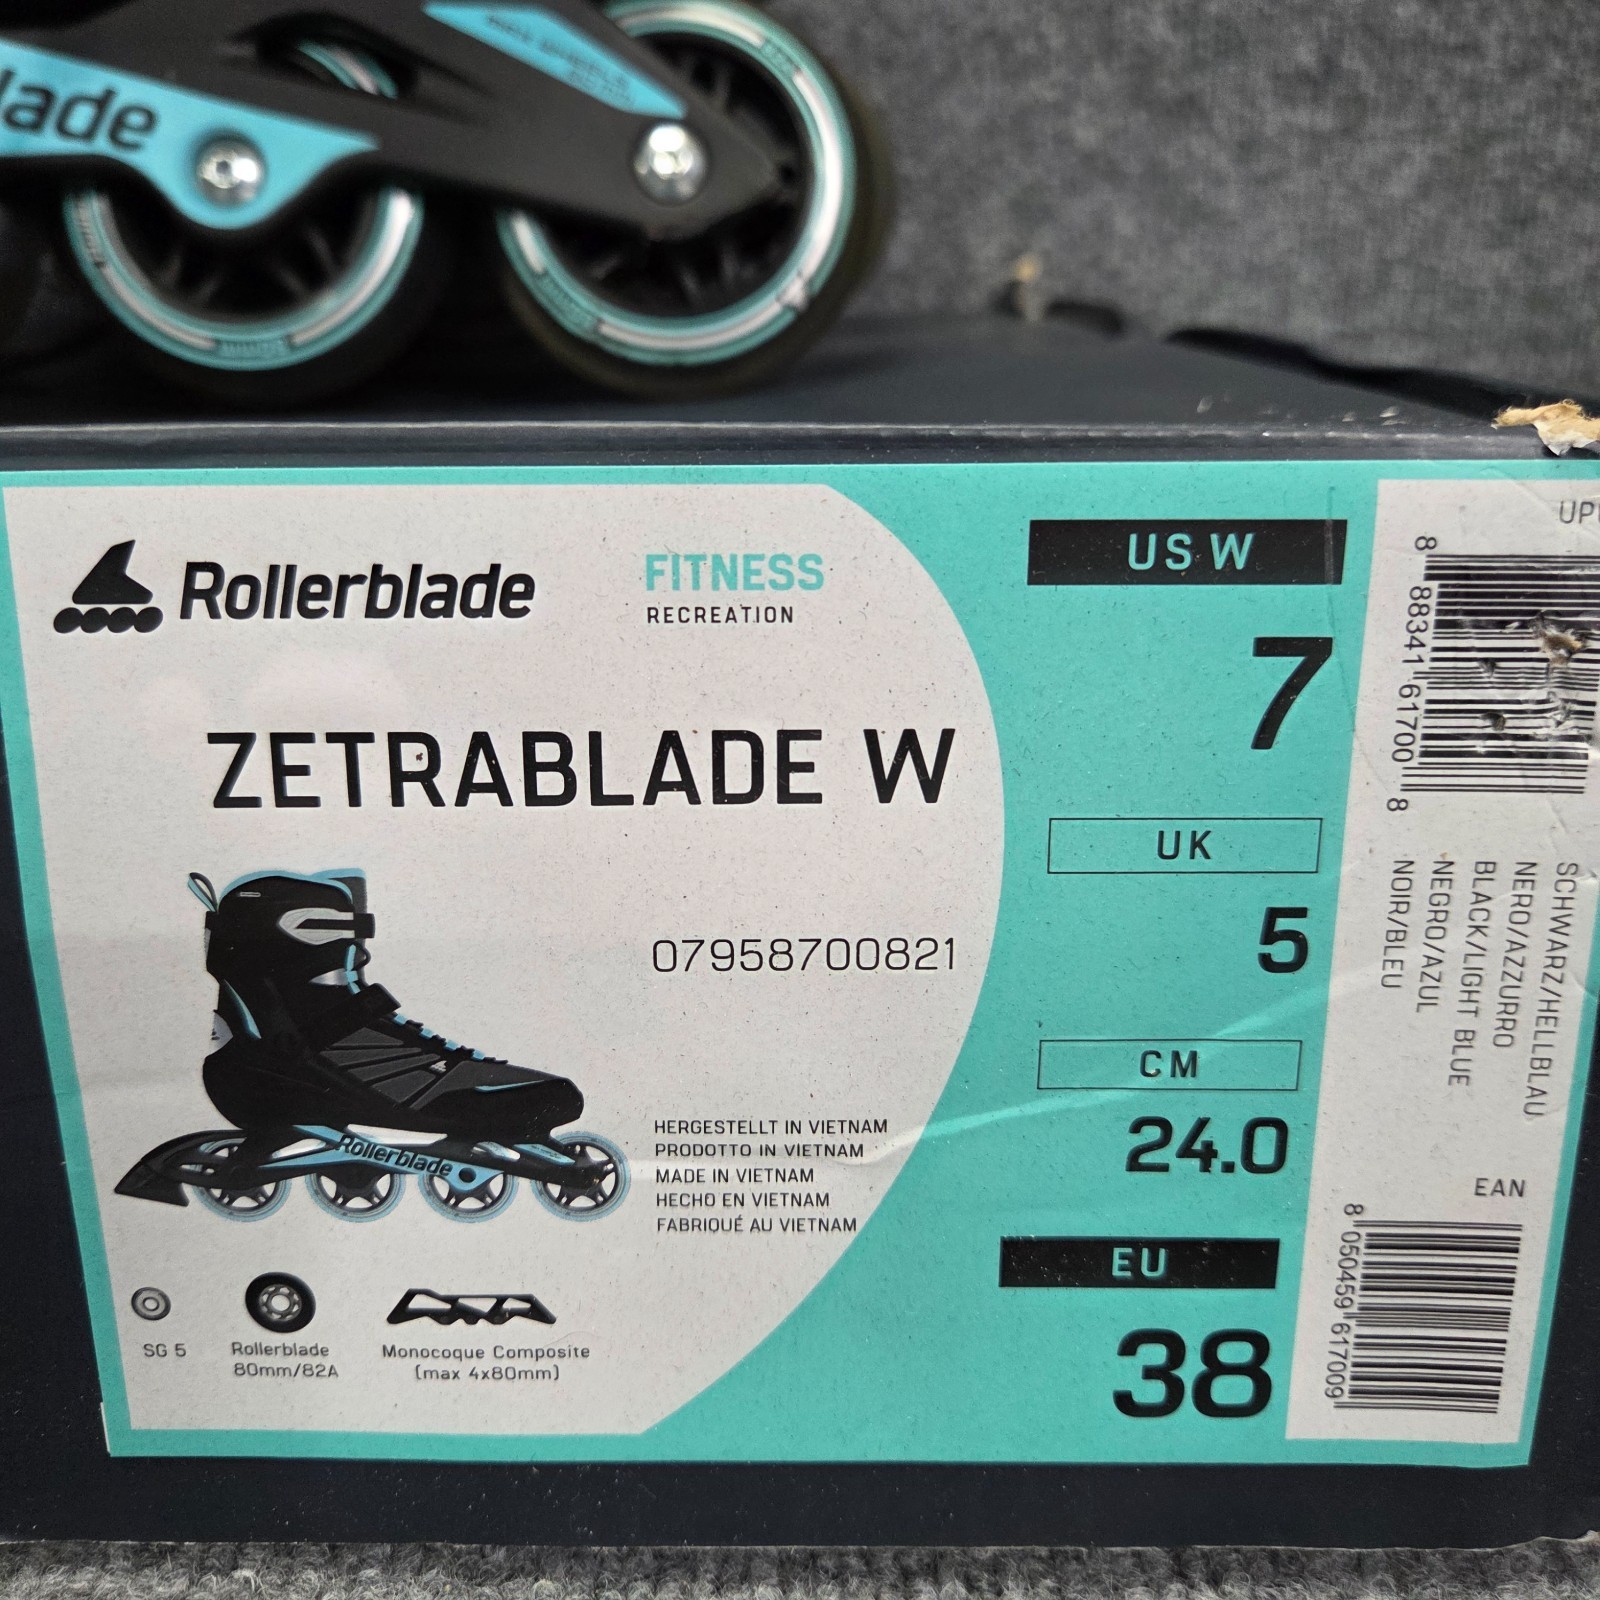 lade
Rollerblade
FITNESS
RECREATION
ZETRABLADE W
07958700821
Rollerblade
HERGESTELLT IN VIETNAM
PRODOTTO IN VIETNAM
MADE IN VIETNAM
HECHO EN VIETNAM
FABRIQUÉ AU VIETNAM
SG 5
Rollerblade
80mm/82A
Monocoque Composite
(max 4x80mm)
US W
7
UK
5
CM
24.0
EU
38
8 88341 61700 8
SCHWARZ/HELLBLAU
NERO/AZZURRO
BLACK/LIGHT BLUE
NEGRO/AZUL
NOIR/BLEU
EAN
8 050459 617009